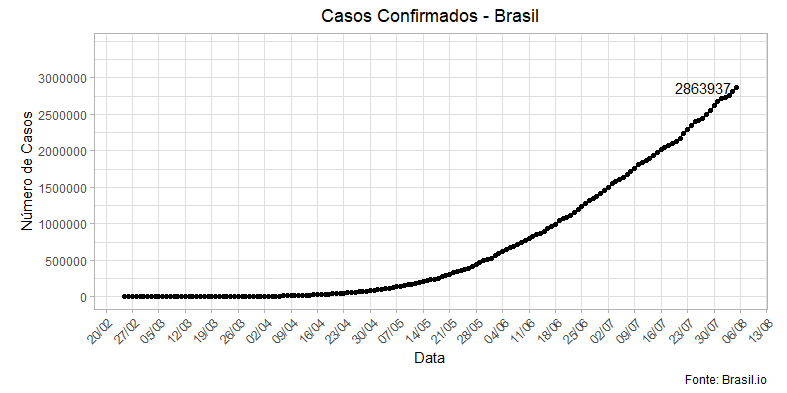 Casos Confirmados - Brasil
Número de Casos
3000000
2500000
2000000
1500000
1000000
500000
0
2863937
20/02 27/02 05/03 12/03 19/03 26/03 02/04 09/04 16/04 23/04 30/04 07/05 14/05 21/05 28/05 04/06 11/06 18/06 25/06 02/07 09/07 16/07 23/07 30/07 06/08 13/08
Data
Fonte: Brasil.io